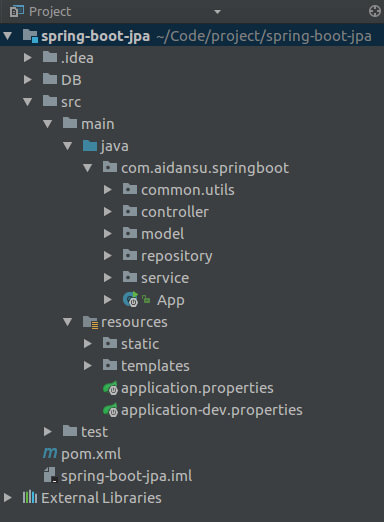 Project
spring-boot-jpa ~/Code/project/spring-boot-jpa
.idea
DB
src
main
java
com.aidansu.springboot
common.utils
controller
model
repository
service
App
resources
static
templates
application.properties
application-dev.properties
test
m pom.xml
spring-boot-jpa.iml
External Libraries